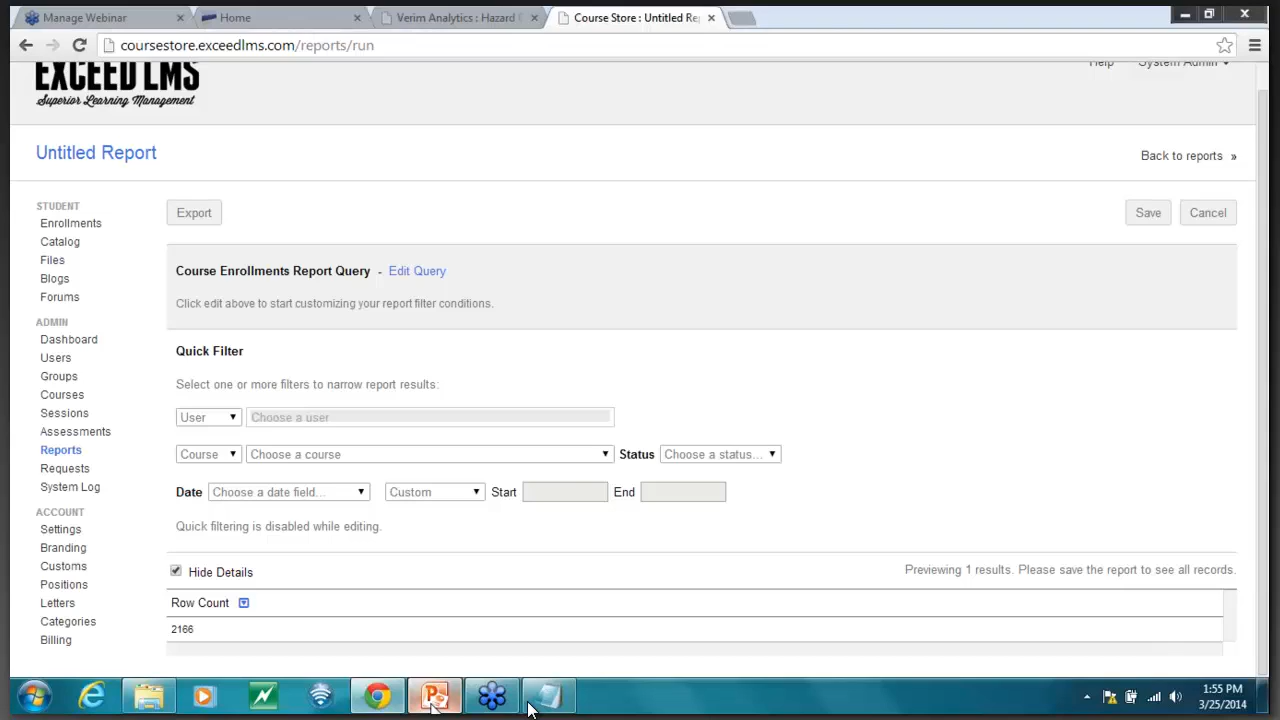 Manage Webinar
Home
Verim Analytics : Hazard
Course Store : Untitled Re
coursestore.exceedlms.com/reports/run
EXCEED LMS
Superior Learning Management
Help
System Admin
Untitled Report
Back to reports »
STUDENT
Enrollments
Catalog
Files
Blogs
Forums
ADMIN
Dashboard
Users
Groups
Courses
Sessions
Assessments
Reports
Requests
System Log
ACCOUNT
Settings
Branding
Customs
Positions
Letters
Categories
Billing
Export
Save
Cancel
Course Enrollments Report Query - Edit Query
Click edit above to start customizing your report filter conditions.
Quick Filter
Select one or more filters to narrow report results:
User Choose a user
Course Choose a course Status Choose a status...
Date Choose a date field... Custom Start End
Quick filtering is disabled while editing.
Hide Details
Previewing 1 results. Please save the report to see all records.
Row Count
2166
1:55 PM
3/25/2014